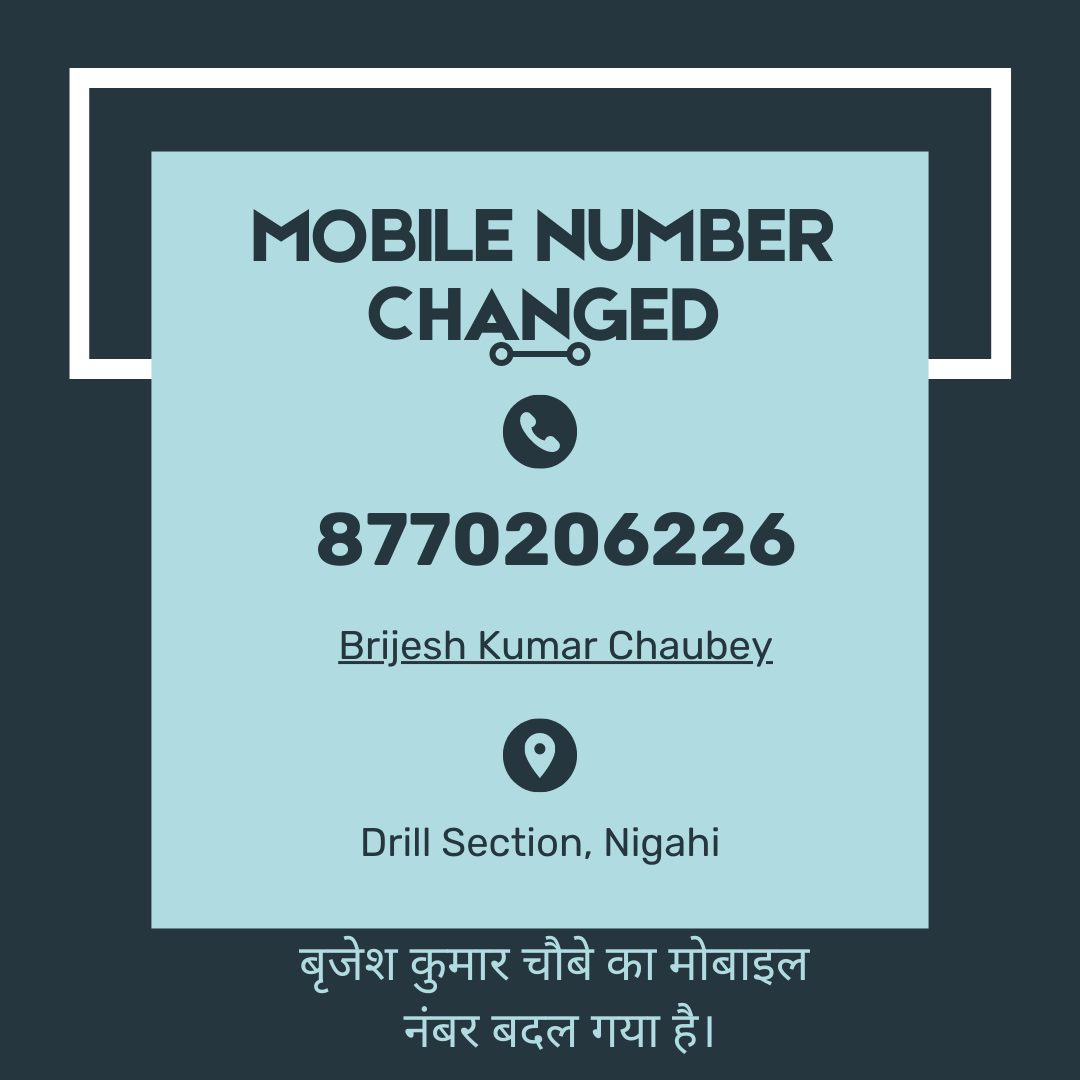 MOBILE NUMBER
CHANGED
8770206226
Brijesh Kumar Chaubey
Drill Section, Nigahi
बृजेश कुमार चौबे का मोबाइल
नंबर बदल गया है।